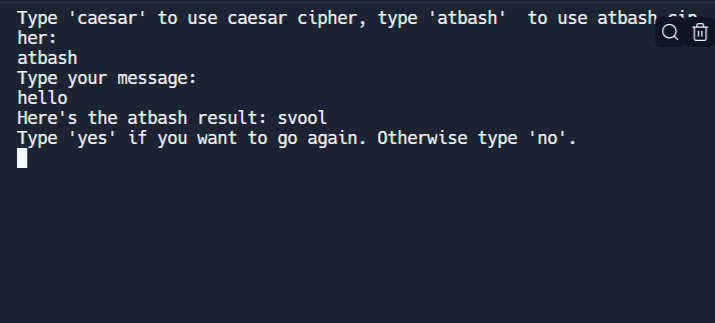 Type 'caesar' to use caesar cipher, type 'atbash'  to use atbash cip
her:
atbash
Type your message:
hello
Here's the atbash result: svool
Type 'yes' if you want to go again. Otherwise type 'no'.